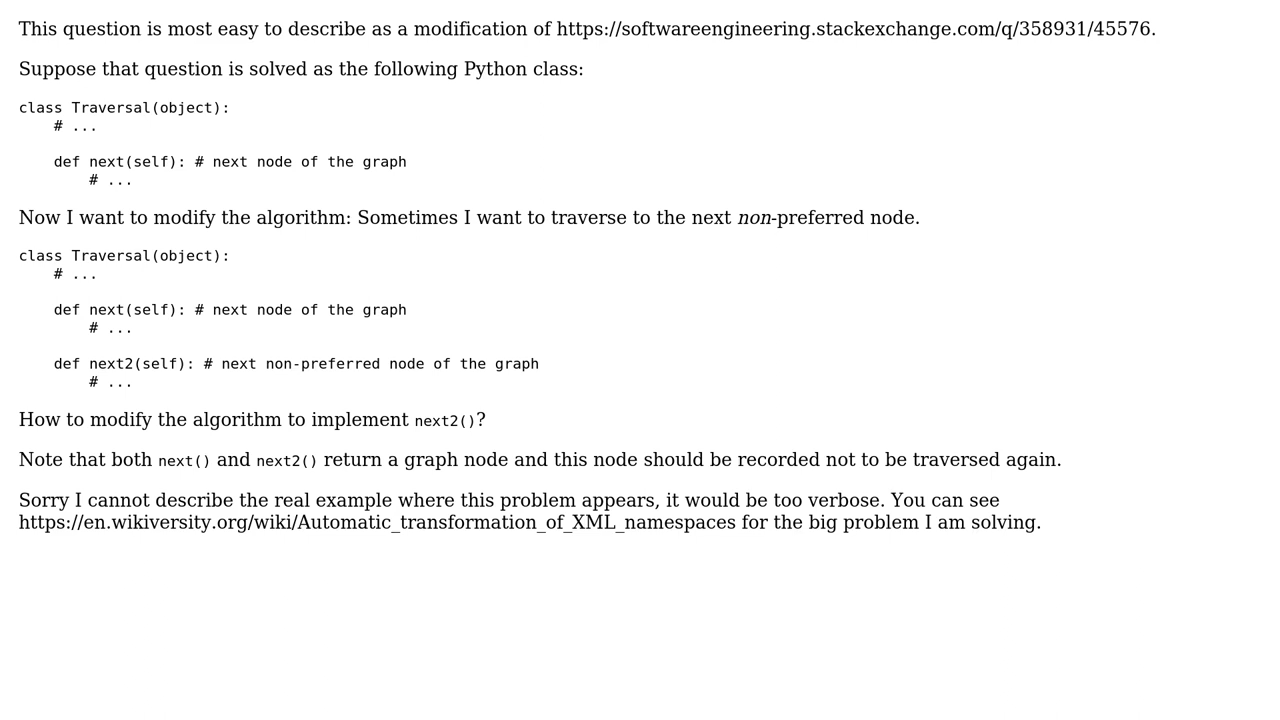 This question is most easy to describe as a modification of https://softwareengineering.stackexchange.com/q/358931/45576.
Suppose that question is solved as the following Python class:
class Traversal(object):
    # ...
    def next(self): # next node of the graph
        # ...
Now I want to modify the algorithm: Sometimes I want to traverse to the next non-preferred node.
class Traversal(object):
    # ...
    def next(self): # next node of the graph
        # ...
    def next2(self): # next non-preferred node of the graph
        # ...
How to modify the algorithm to implement next2()?
Note that both next() and next2() return a graph node and this node should be recorded not to be traversed again.
Sorry I cannot describe the real example where this problem appears, it would be too verbose. You can see
https://en.wikiversity.org/wiki/Automatic_transformation_of_XML_namespaces for the big problem I am solving.